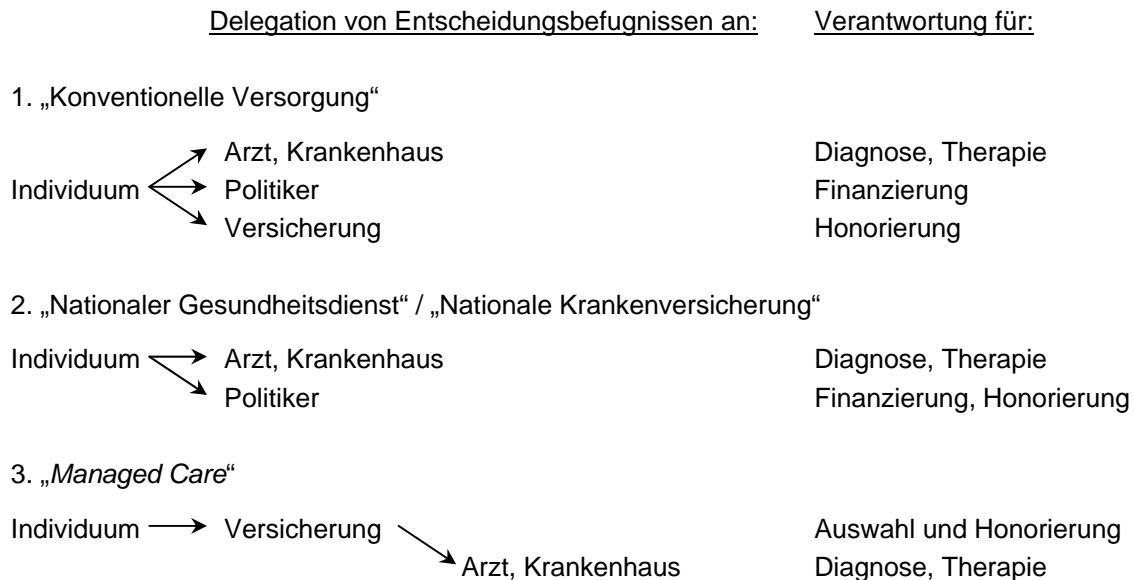 Delegation von Entscheidungsbefugnissen an: Verantwortung für:
1. „Konventionelle Versorgung“
Arzt, Krankenhaus Diagnose, Therapie
Individuum Politiker Finanzierung
Versicherung Honorierung
2. „Nationaler Gesundheitsdienst“ / „Nationale Krankenversicherung“
Individuum Arzt, Krankenhaus Diagnose, Therapie
Politiker Finanzierung, Honorierung
3. „Managed Care“
Individuum Versicherung Auswahl und Honorierung
Arzt, Krankenhaus Diagnose, Therapie